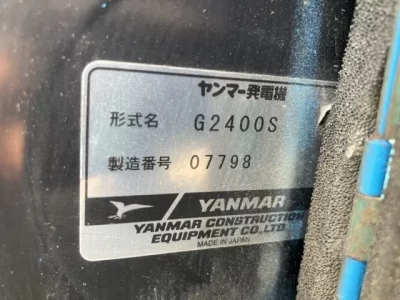 ヤンマー発電機
形式名 G2400S
製造番号 07798
YANMAR
YANMAR CONSTRUCTION
EQUIPMENT CO.,LTD.
MADE IN JAPAN